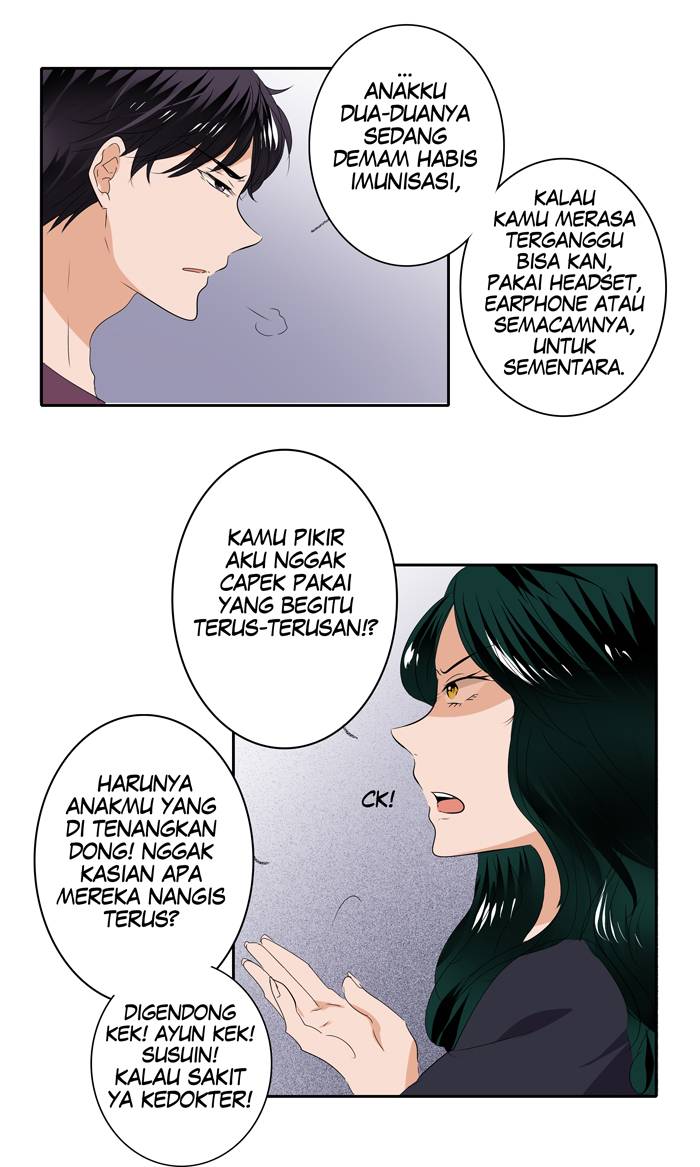 ...
ANAKKU
DUA-DUANYA
SEDANG
DEMAM HABIS
IMUNISASI,
KALAU
KAMU MERASA
TERGANGGU
BISA KAN,
PAKAI HEADSET,
EARPHONE ATAU
SEMACAMNYA,
UNTUK
SEMENTARA.
KAMU PIKIR
AKU NGGAK
CAPEK PAKAI
YANG BEGITU
TERUS-TERUSAN!?
CK!
HARUNYA
ANAKMU YANG
DI TENANGKAN
DONG! NGGAK
KASIAN APA
MEREKA NANGIS
TERUS?
DIGENDONG
KEK! AYUN KEK!
SUSUIN!
KALAU SAKIT
YA KEDOKTER!